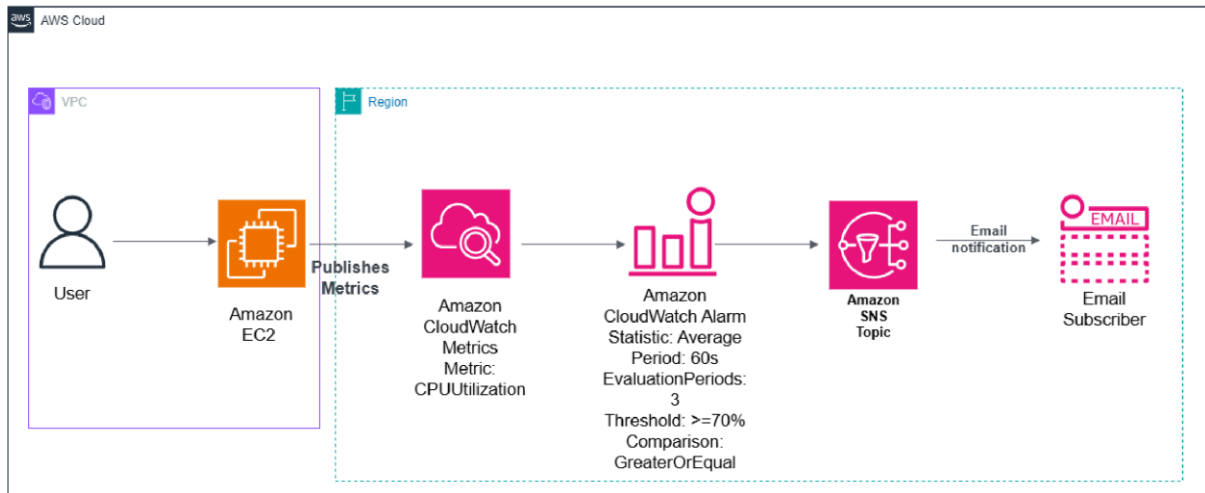 aws
AWS Cloud
VPC
Region
User
Amazon
EC2
Publishes
Metrics
Amazon
CloudWatch
Metrics
Metric:
CPUUtilization
Amazon
CloudWatch Alarm
Statistic: Average
Period: 60s
EvaluationPeriods:
3
Threshold: >=70%
Comparison:
GreaterOrEqual
Amazon
SNS
Topic
Email
notification
EMAIL
Email
Subscriber